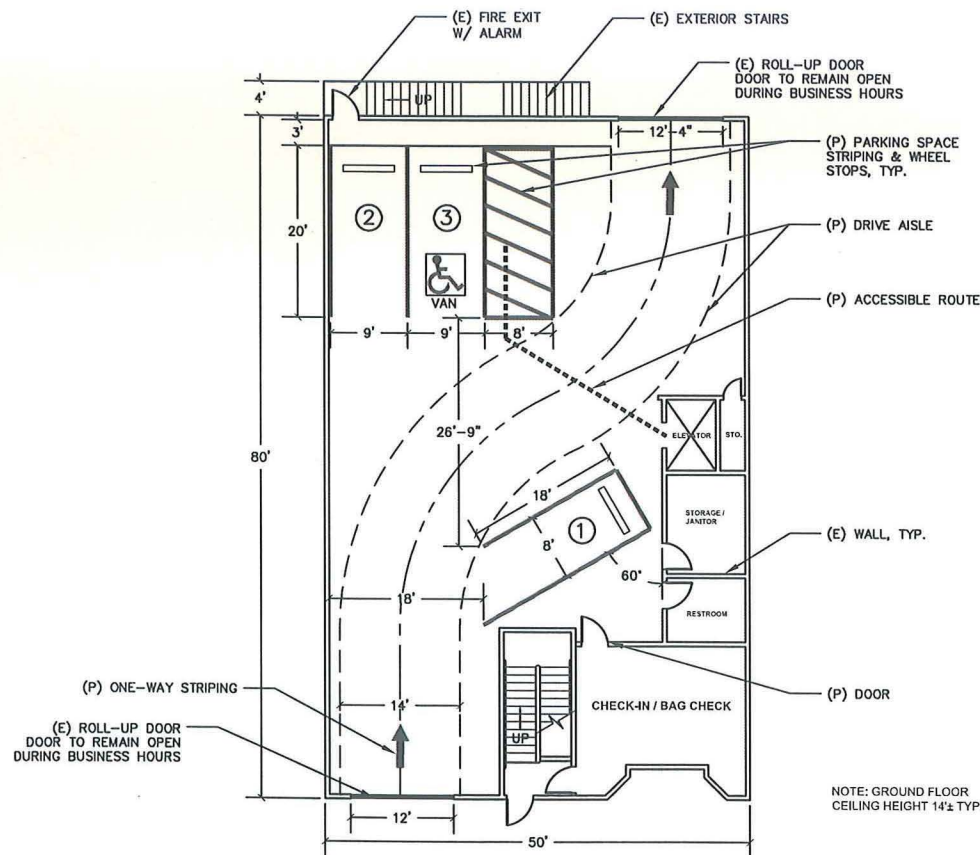 (E) FIRE EXIT
W/ ALARM
(E) EXTERIOR STAIRS
(E) ROLL-UP DOOR
DOOR TO REMAIN OPEN
DURING BUSINESS HOURS
4'
UP
3'
12'-4"
(P) PARKING SPACE
STRIPING & WHEEL
STOPS, TYP.
20'
2
3
(P) DRIVE AISLE
VAN
(P) ACCESSIBLE ROUTE
9'
9'
8'
26'-9"
ELEVATOR
STO.
80'
18'
1
STORAGE /
JANITOR
8'
(E) WALL, TYP.
60°
18'
RESTROOM
(P) ONE-WAY STRIPING
14'
(P) DOOR
CHECK-IN / BAG CHECK
(E) ROLL-UP DOOR
DOOR TO REMAIN OPEN
DURING BUSINESS HOURS
UP
NOTE: GROUND FLOOR
CEILING HEIGHT 14'± TYP
12'
50'